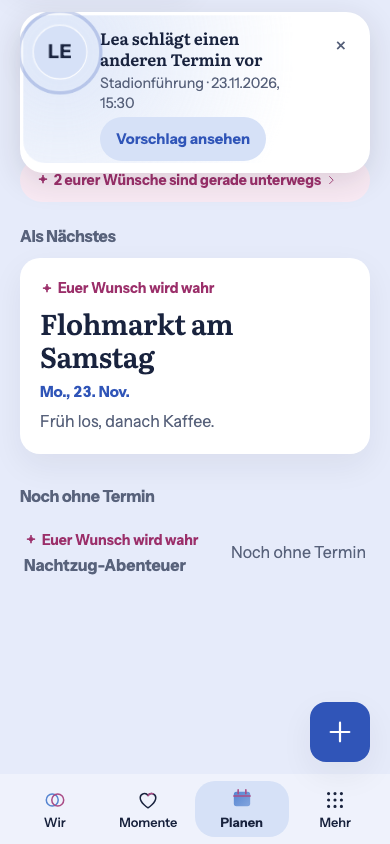 LE
Lea schlägt einen
anderen Termin vor
Stadionführung · 23.11.2026,
15:30
×
Vorschlag ansehen
2 eurer Wünsche sind gerade unterwegs
Als Nächstes
Euer Wunsch wird wahr
Flohmarkt am
Samstag
Mo., 23. Nov.
Früh los, danach Kaffee.
Noch ohne Termin
Euer Wunsch wird wahr
Nachtzug-Abenteuer
Noch ohne Termin
Wir
Momente
Planen
Mehr